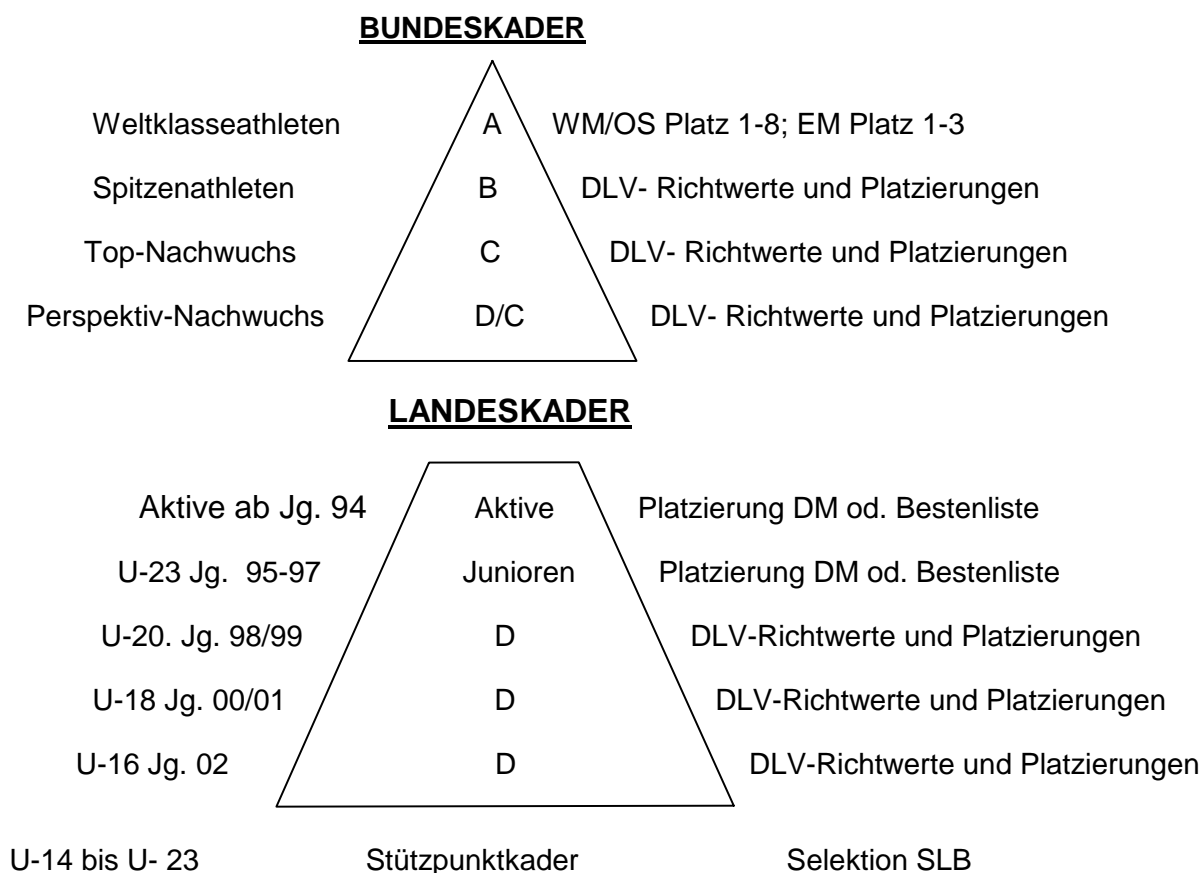 BUNDESKADER
Weltklasseathleten A WM/OS Platz 1-8; EM Platz 1-3
Spitzenathleten B DLV- Richtwerte und Platzierungen
Top-Nachwuchs C DLV- Richtwerte und Platzierungen
Perspektiv-Nachwuchs D/C DLV- Richtwerte und Platzierungen
LANDESKADER
Aktive ab Jg. 94 Aktive Platzierung DM od. Bestenliste
U-23 Jg. 95-97 Junioren Platzierung DM od. Bestenliste
U-20. Jg. 98/99 D DLV-Richtwerte und Platzierungen
U-18 Jg. 00/01 D DLV-Richtwerte und Platzierungen
U-16 Jg. 02 D DLV-Richtwerte und Platzierungen
U-14 bis U- 23 Stützpunktkader Selektion SLB